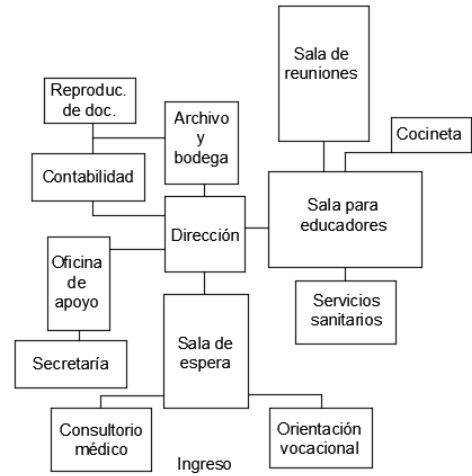 Sala de
reuniones
Reproduc.
de doc.
Archivo
y
bodega
Cocineta
Contabilidad
Sala para
educadores
Dirección
Oficina
de
apoyo
Servicios
sanitarios
Sala de
espera
Secretaría
Consultorio
médico
Orientación
vocacional
Ingreso